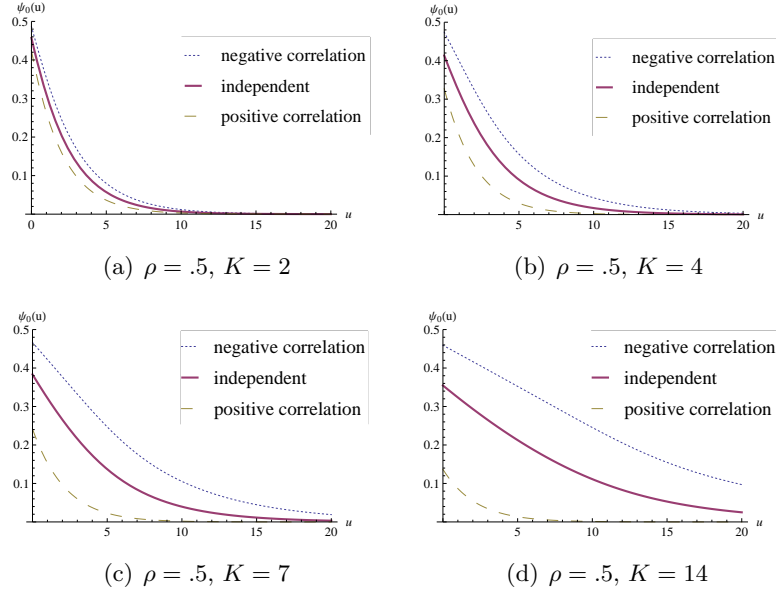 ψ₀(u)
0.5
0.4
0.3
0.2
0.1
0 5 10 15 20 u
negative correlation
independent
positive correlation
(a) ρ = .5, K = 2
ψ₀(u)
0.5
0.4
0.3
0.2
0.1
0 5 10 15 20 u
negative correlation
independent
positive correlation
(b) ρ = .5, K = 4
ψ₀(u)
0.5
0.4
0.3
0.2
0.1
0 5 10 15 20 u
negative correlation
independent
positive correlation
(c) ρ = .5, K = 7
ψ₀(u)
0.5
0.4
0.3
0.2
0.1
0 5 10 15 20 u
negative correlation
independent
positive correlation
(d) ρ = .5, K = 14